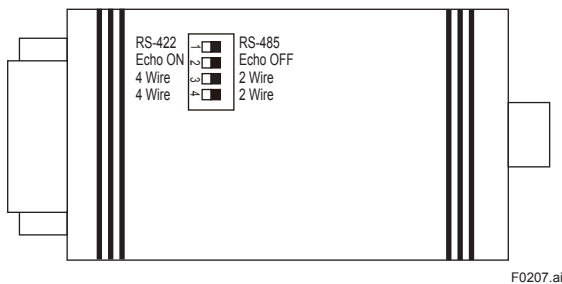 RS-422 1 RS-485
Echo ON 2 Echo OFF
4 Wire 3 2 Wire
4 Wire 4 2 Wire
F0207.ai